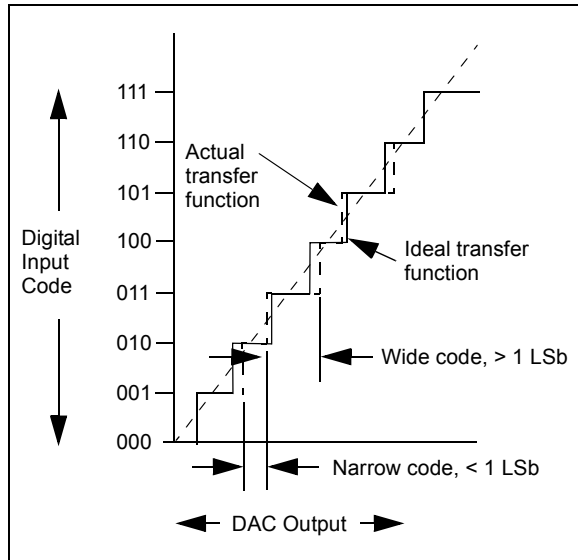 111
110
101
100
011
010
001
000
Digital
Input
Code
Actual
transfer
function
Ideal transfer
function
Wide code, > 1 LSb
Narrow code, < 1 LSb
DAC Output